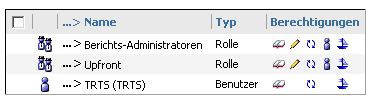 ...> Name Typ Berechtigungen
...> Berichts-Administratoren Rolle
...> Upfront Rolle
...> TRTS (TRTS) Benutzer